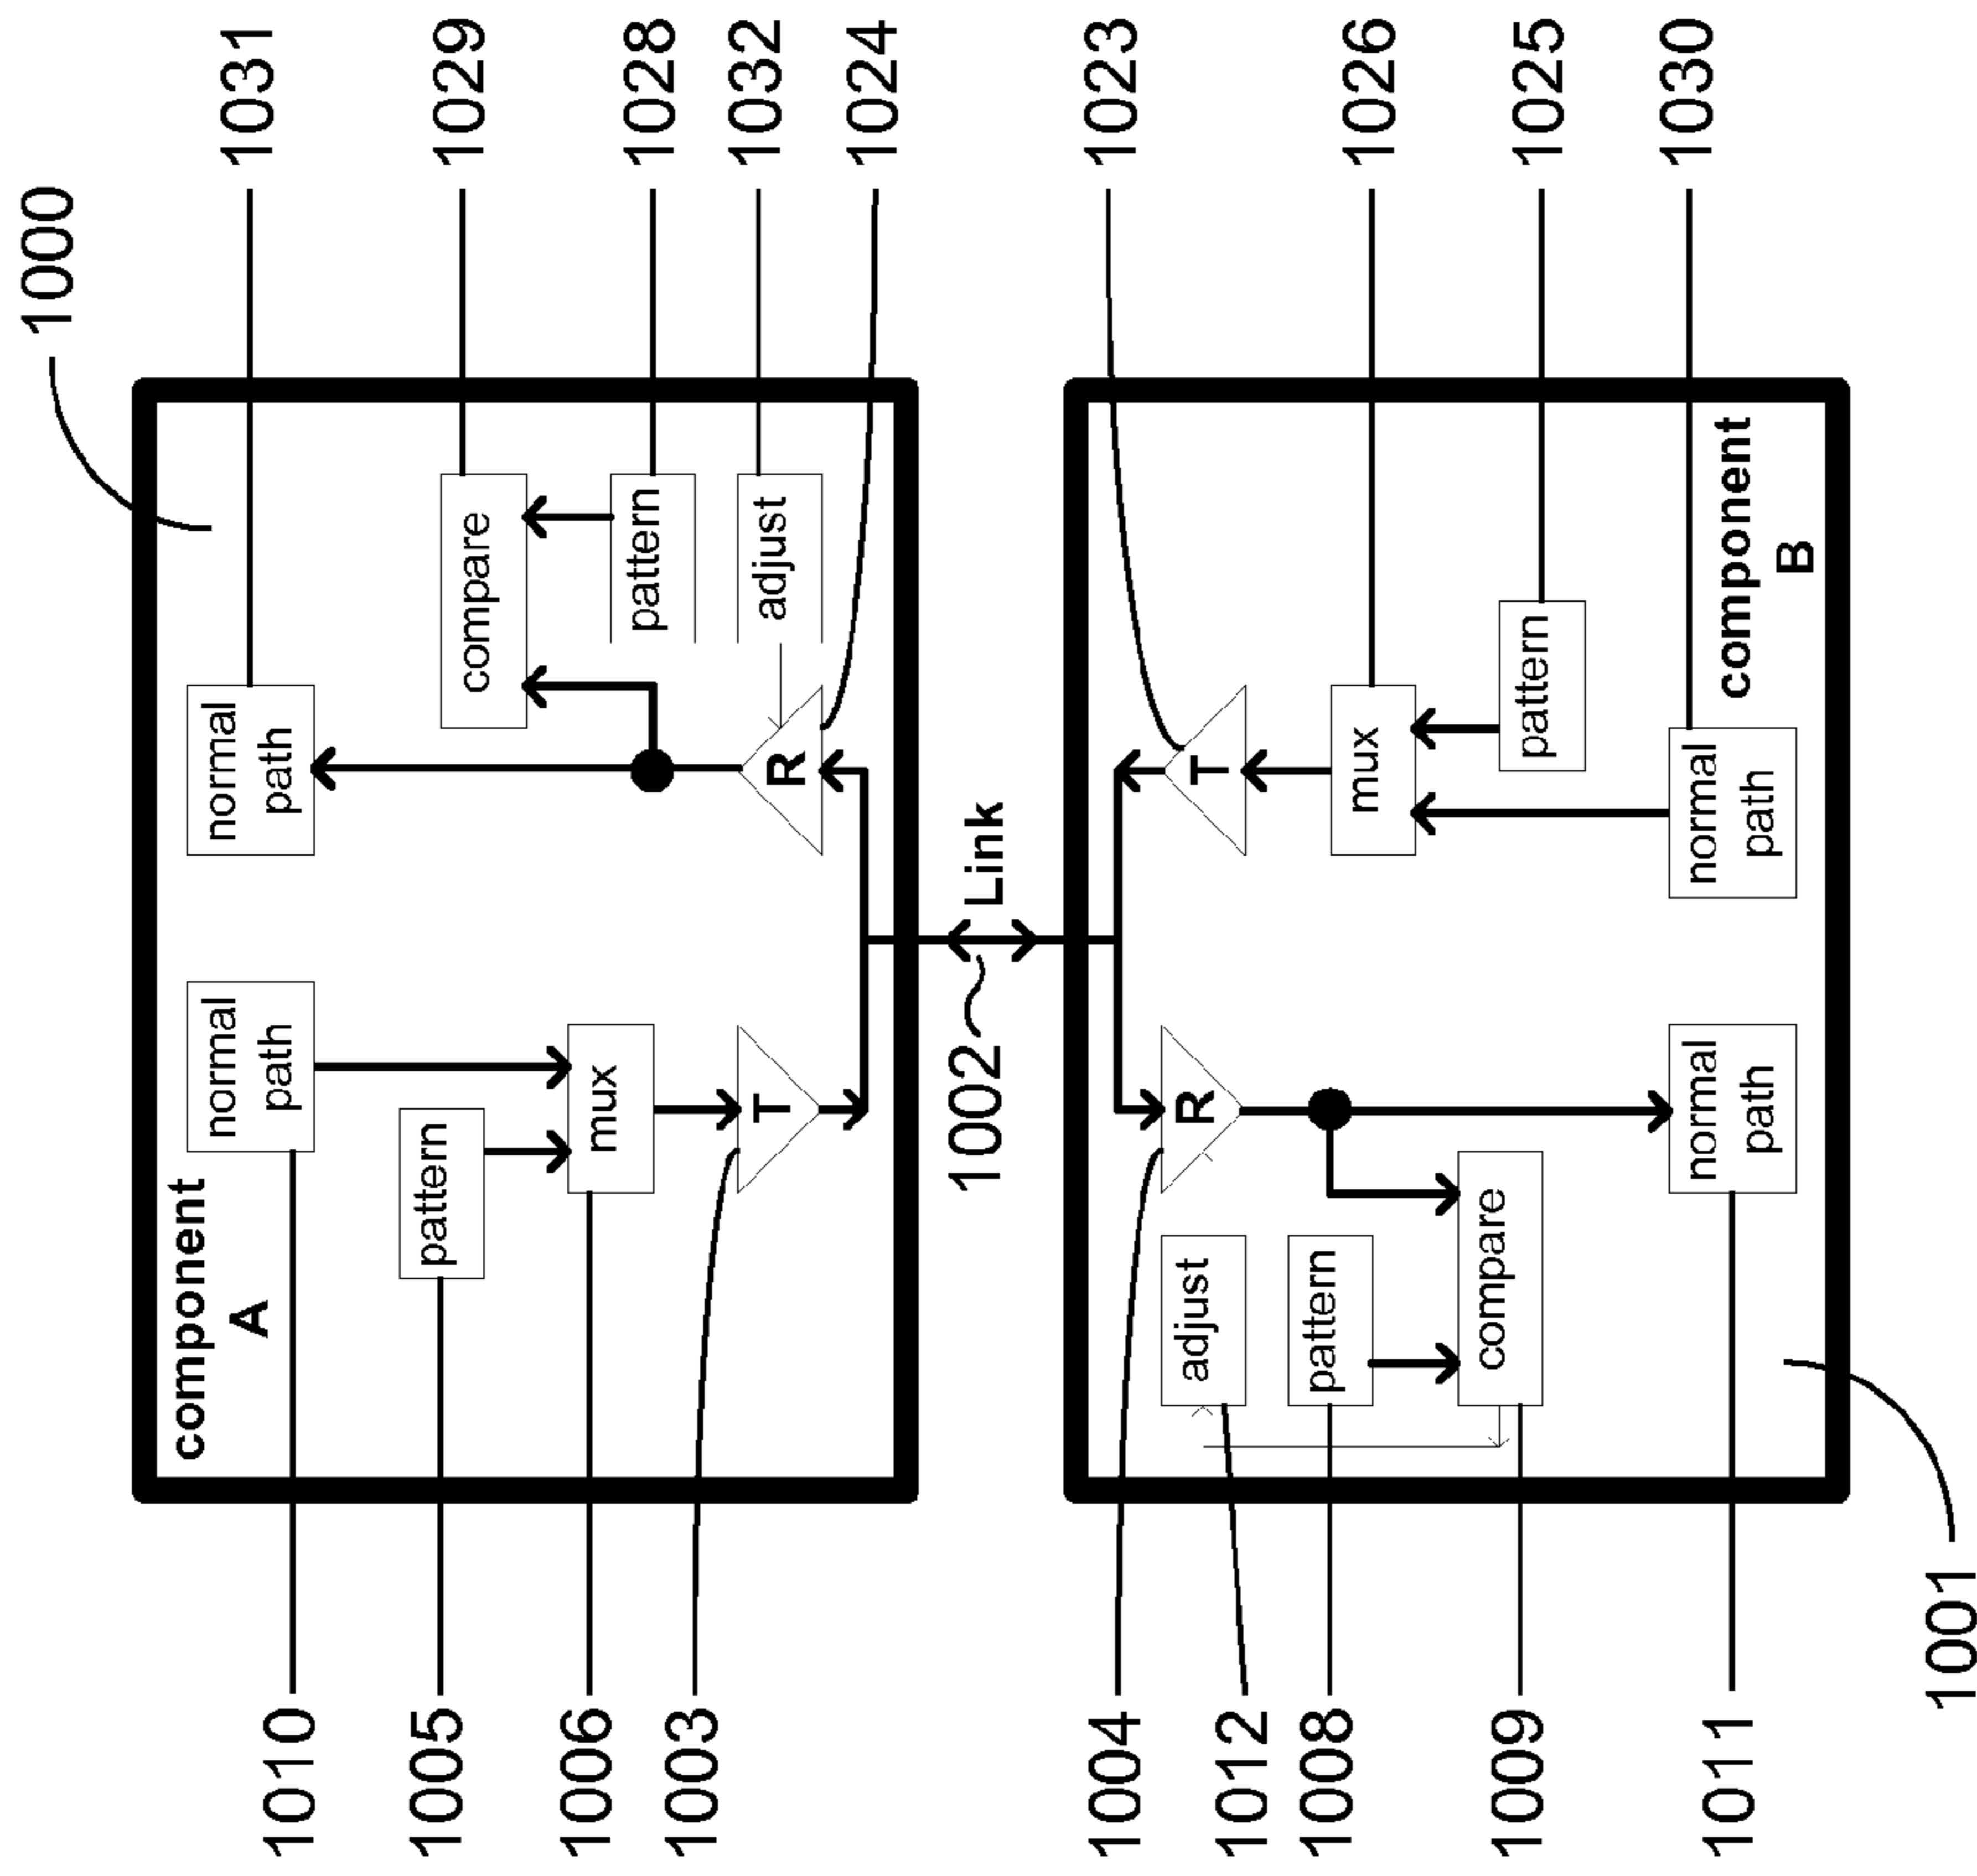 1000
1031
1029
1028
1032
1024
1023
1026
1025
1030
normal
path
compare
pattern
adjust
R
component
A
normal
path
pattern
mux
T
Link
1002
T
mux
pattern
normal
path
component
B
R
adjust
pattern
compare
normal
path
1010
1005
1006
1003
1004
1012
1008
1009
1011
1001